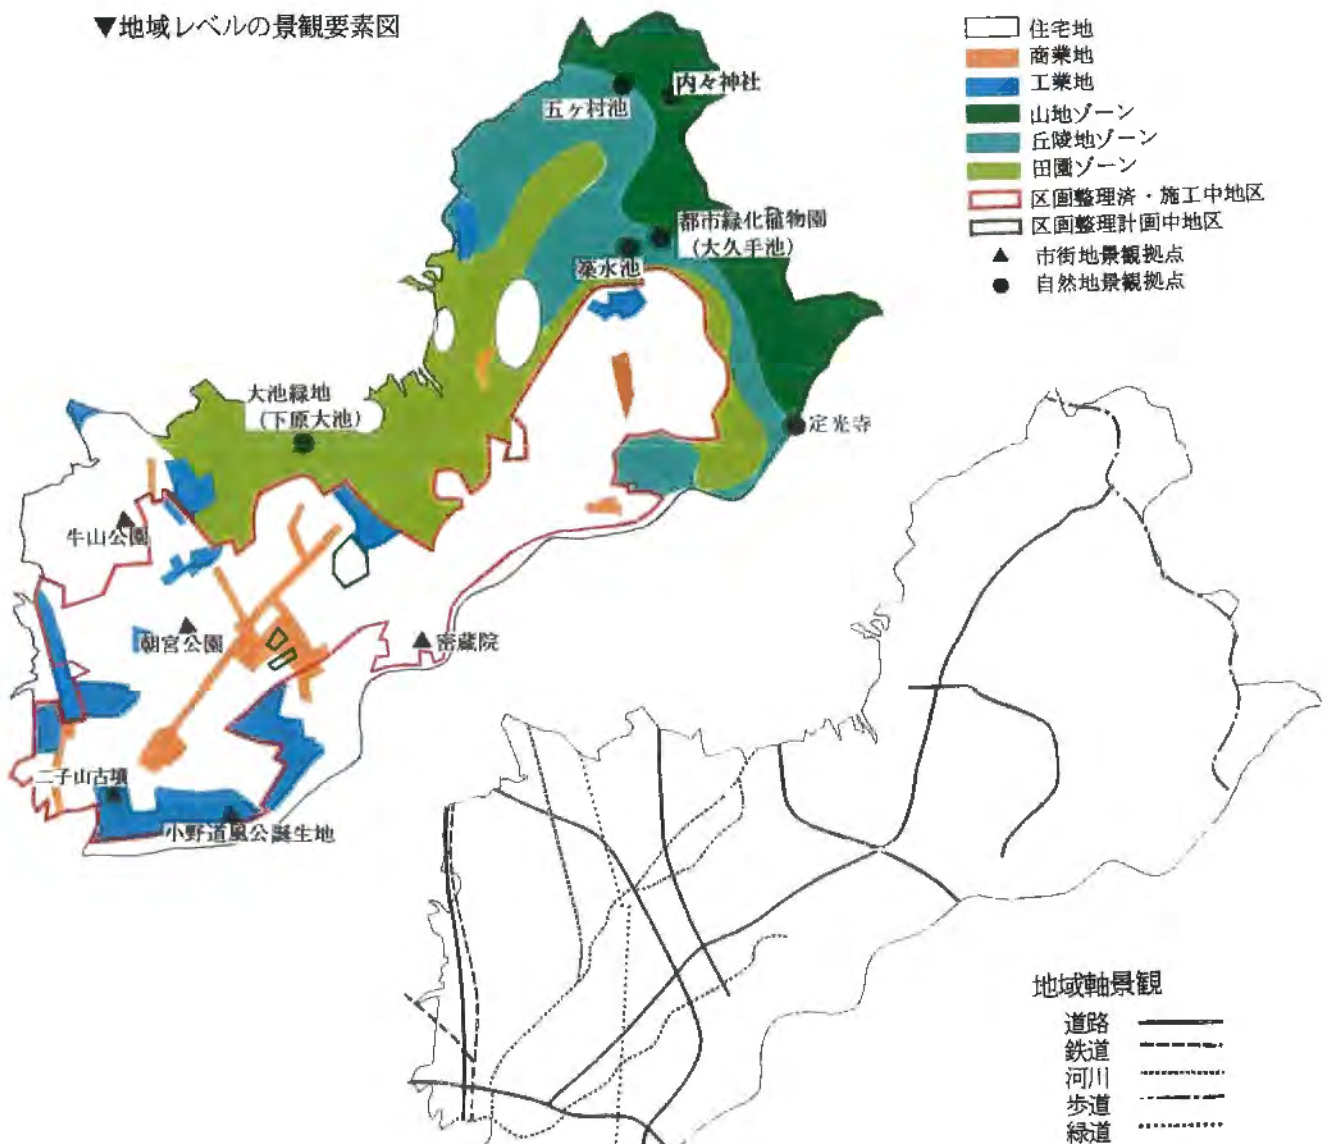 ▼地域レベルの景観要素図
住宅地
商業地
工業地
山地ゾーン
丘陵地ゾーン
田園ゾーン
区画整理済・施工中地区
区画整理計画中地区
▲ 市街地景観拠点
● 自然地景観拠点
内々神社
五ヶ村池
都市緑化植物園
(大久手池)
築水池
大池緑地
(下原大池)
定光寺
牛山公園
朝宮公園
密蔵院
二子山古墳
小野道風公誕生地
地域軸景観
道路
鉄道
河川
歩道
緑道